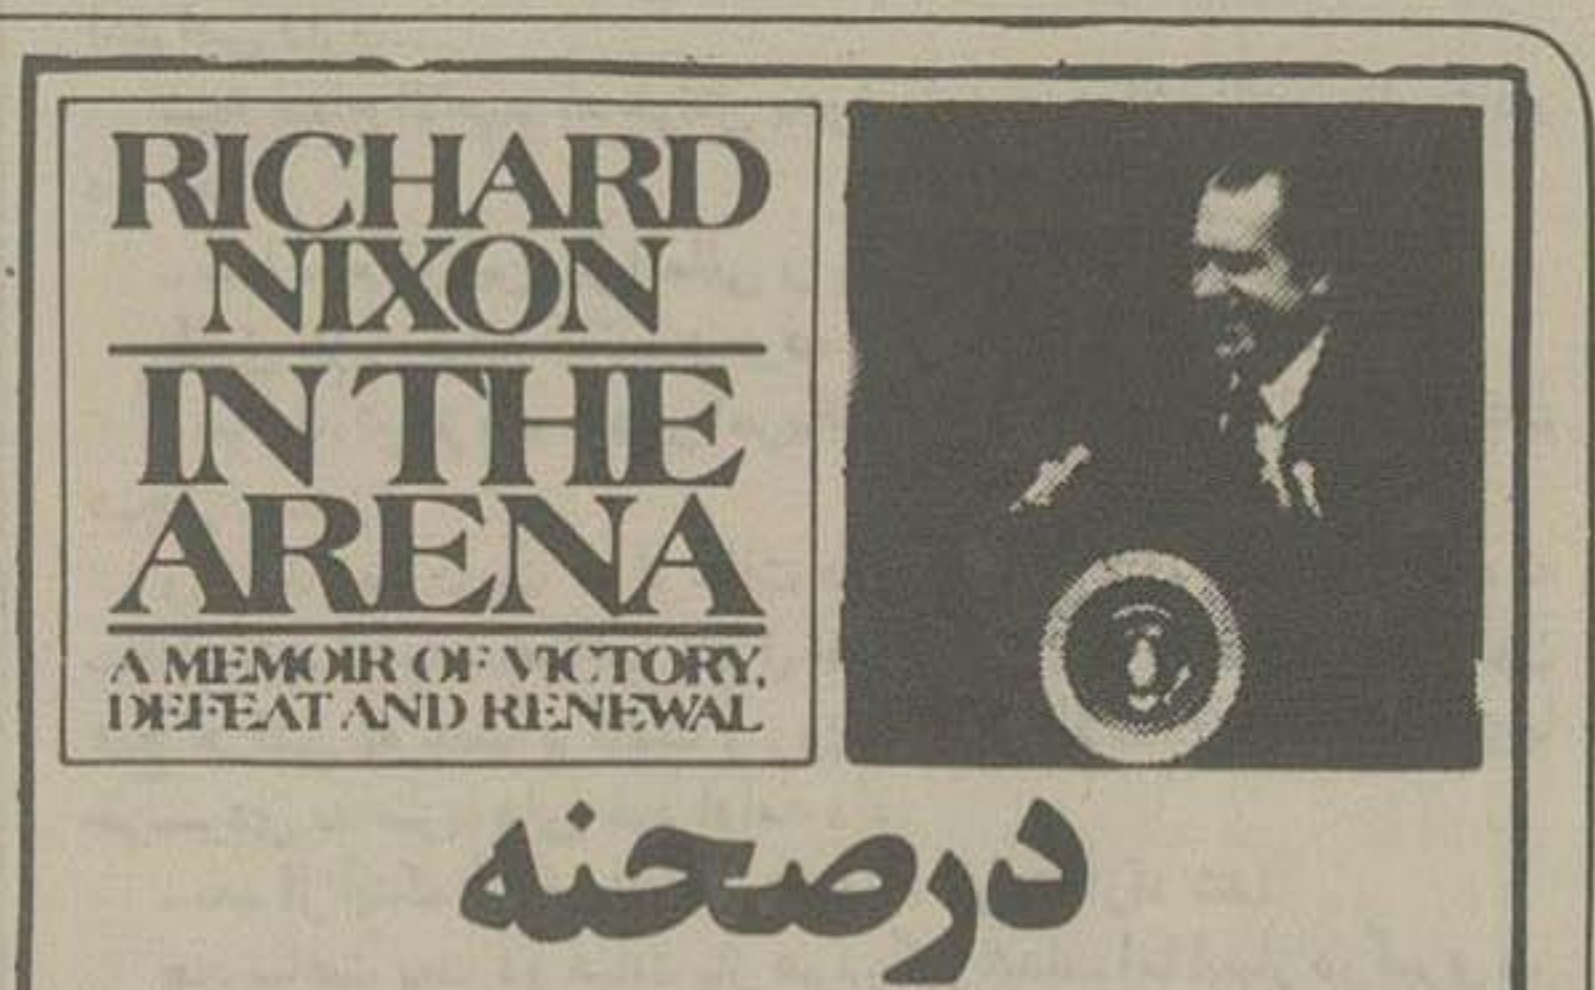 RICHARD
NIXON
IN THE
ARENA
A MEMOIR OF VICTORY,
DEFEAT AND RENEWAL
درصحنه